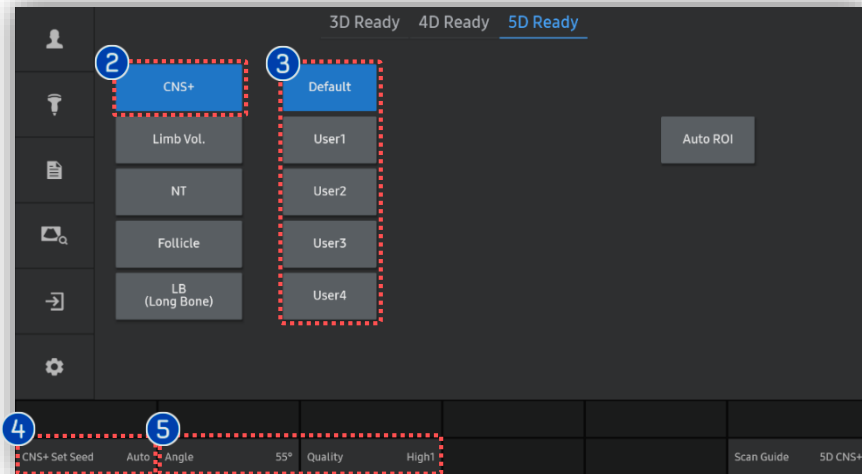 3D Ready 4D Ready 5D Ready
2
3
CNS+
Default
Limb Vol.
User1
Auto ROI
NT
User2
Follicle
User3
LB
(Long Bone)
User4
4
5
CNS+ Set Seed Auto
Angle 55°
Quality High1
Scan Guide 5D CNS+